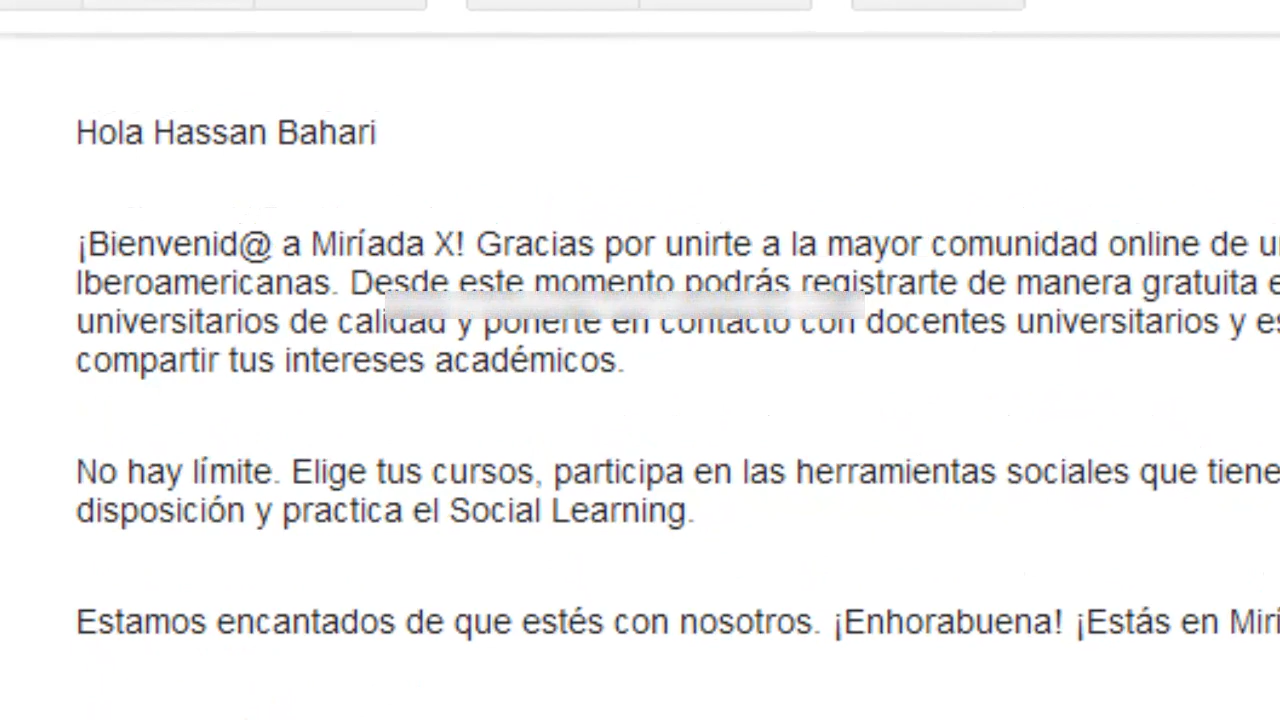 Hola Hassan Bahari
¡Bienvenid@ a Miríada X! Gracias por unirte a la mayor comunidad online de
Iberoamericanas. Desde este momento podrás registrarte de manera gratuita
universitarios de calidad y ponerte en contacto con docentes universitarios y
compartir tus intereses académicos.
No hay límite. Elige tus cursos, participa en las herramientas sociales que tiene
disposición y practica el Social Learning.
Estamos encantados de que estés con nosotros. ¡Enhorabuena! ¡Estás en Mirí